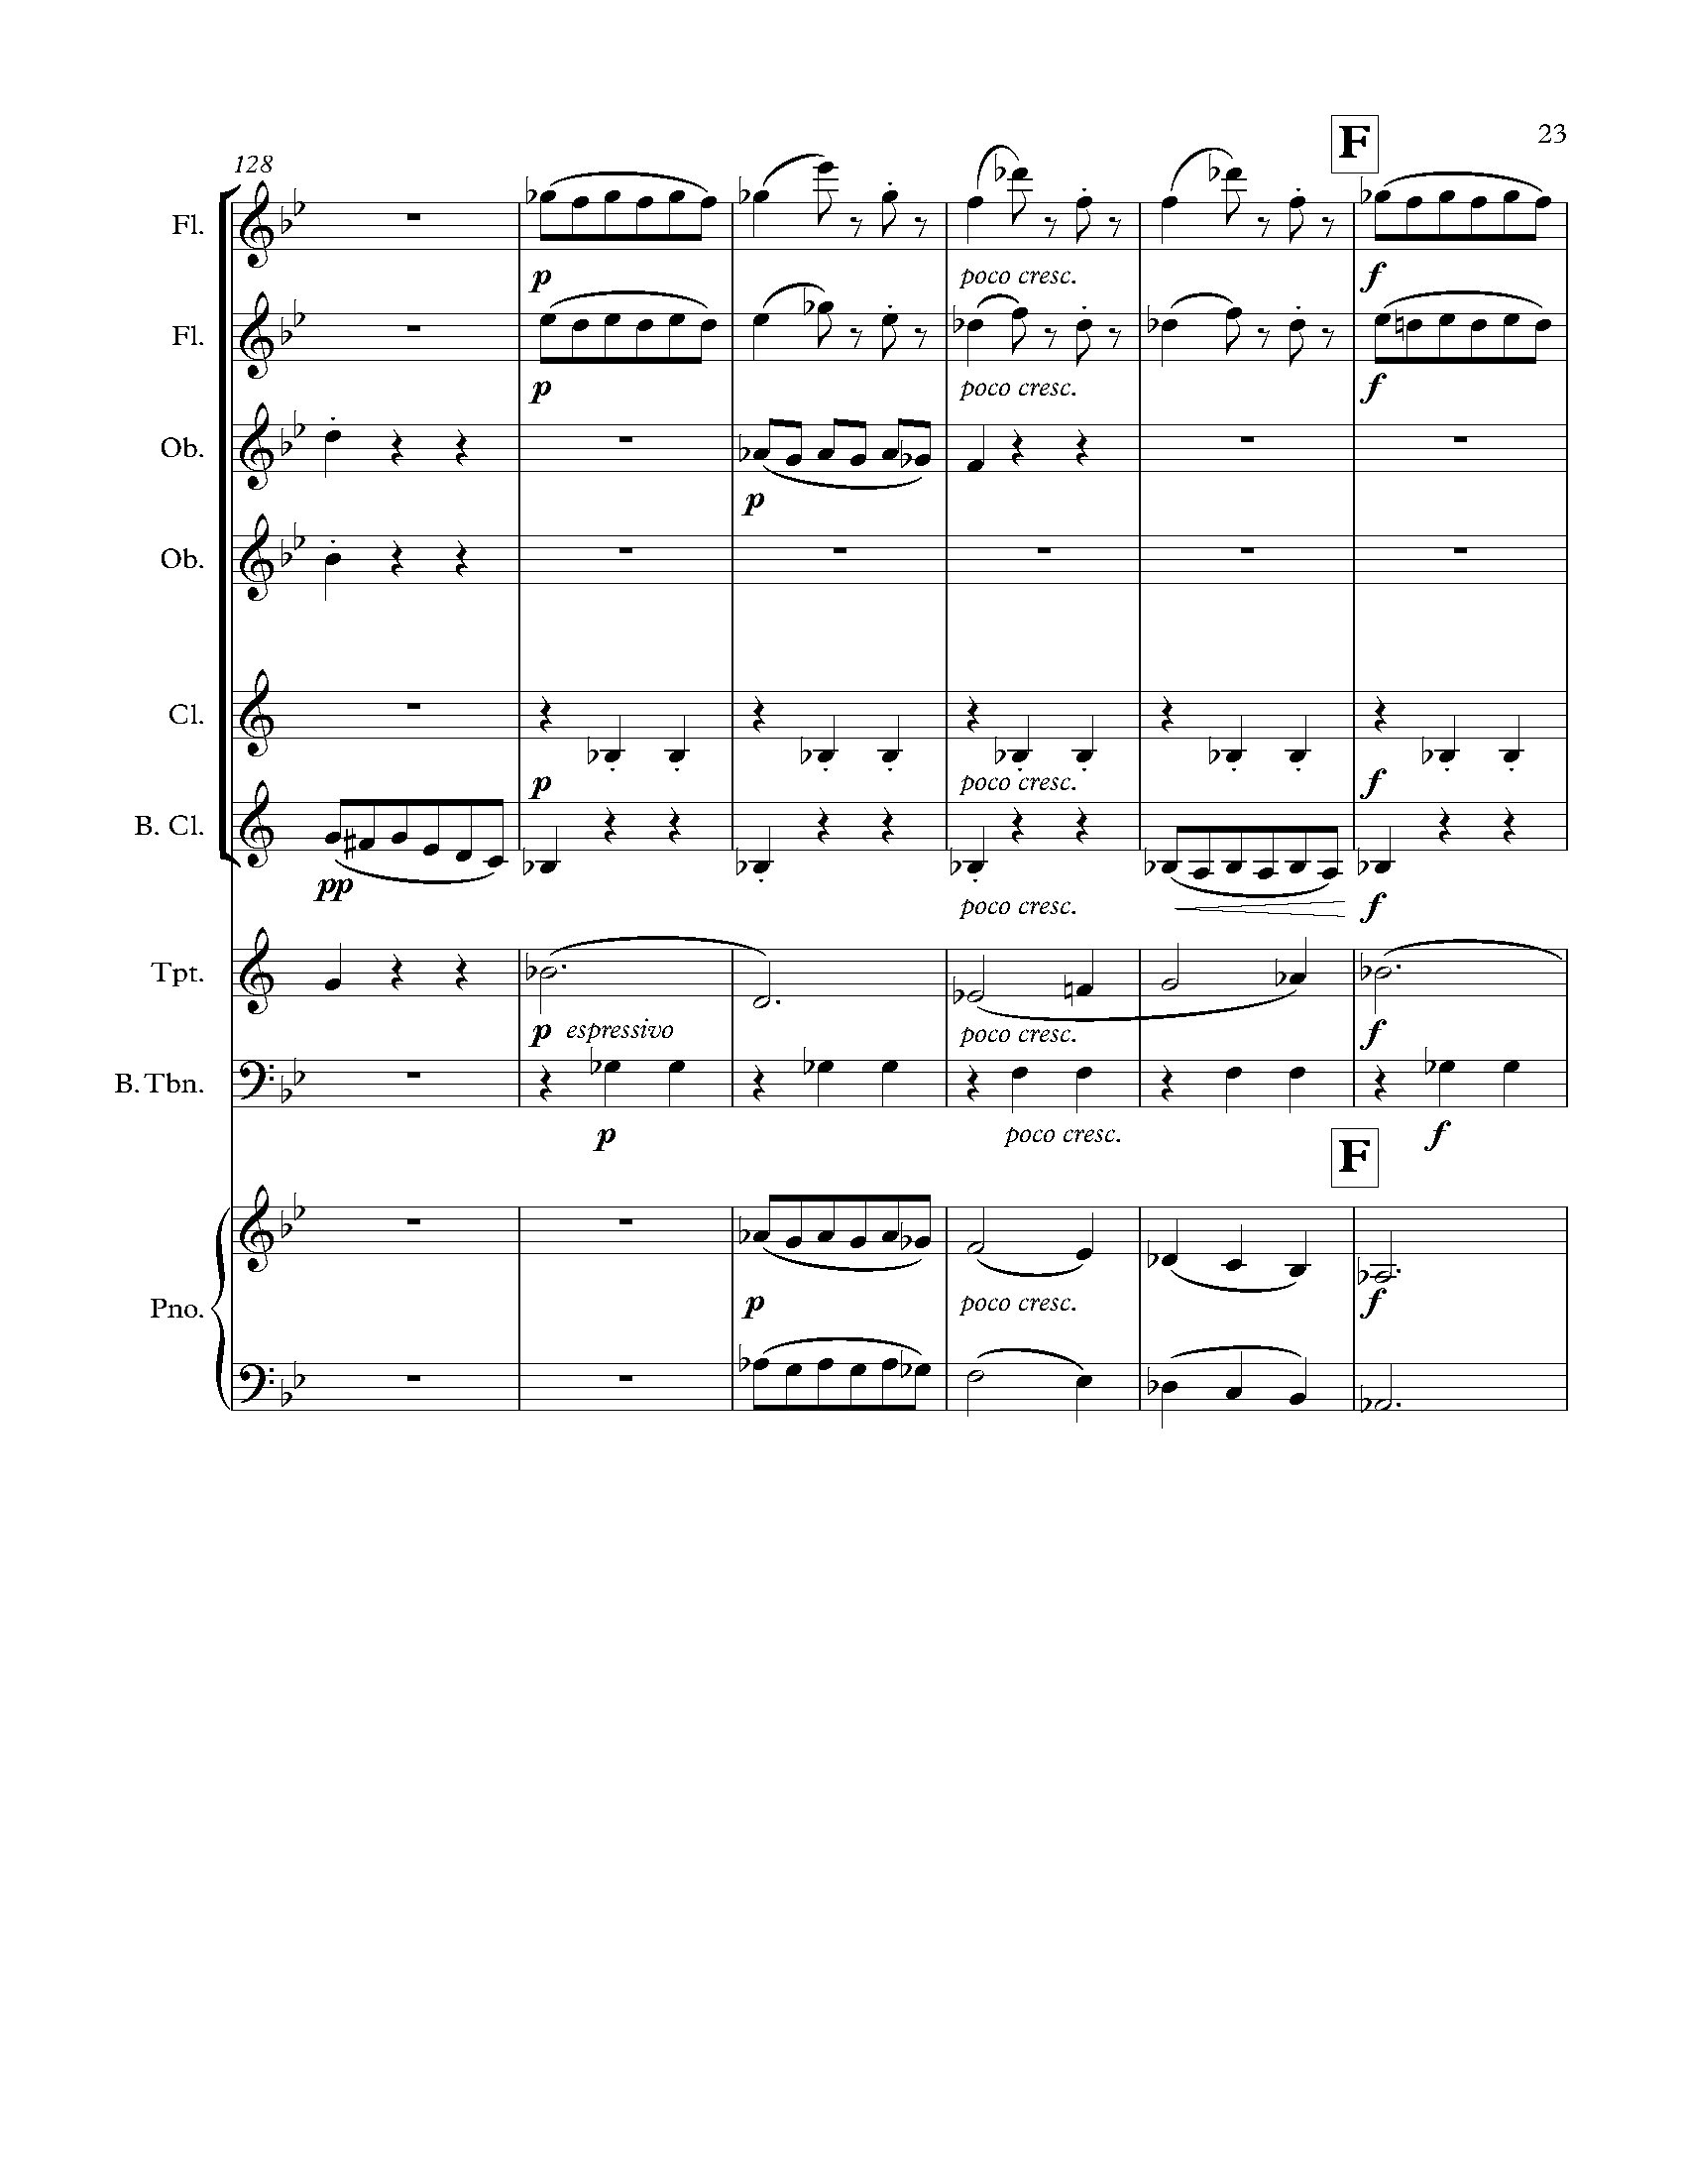 F
23
128
Fl.
p
poco cresc.
f
Fl.
p
poco cresc.
f
Ob.
p
Ob.
Cl.
p
poco cresc.
f
B. Cl.
pp
poco cresc.
f
Tpt.
p espressivo
poco cresc.
f
B. Tbn.
p
poco cresc.
f
F
Pno.
p
poco cresc.
f